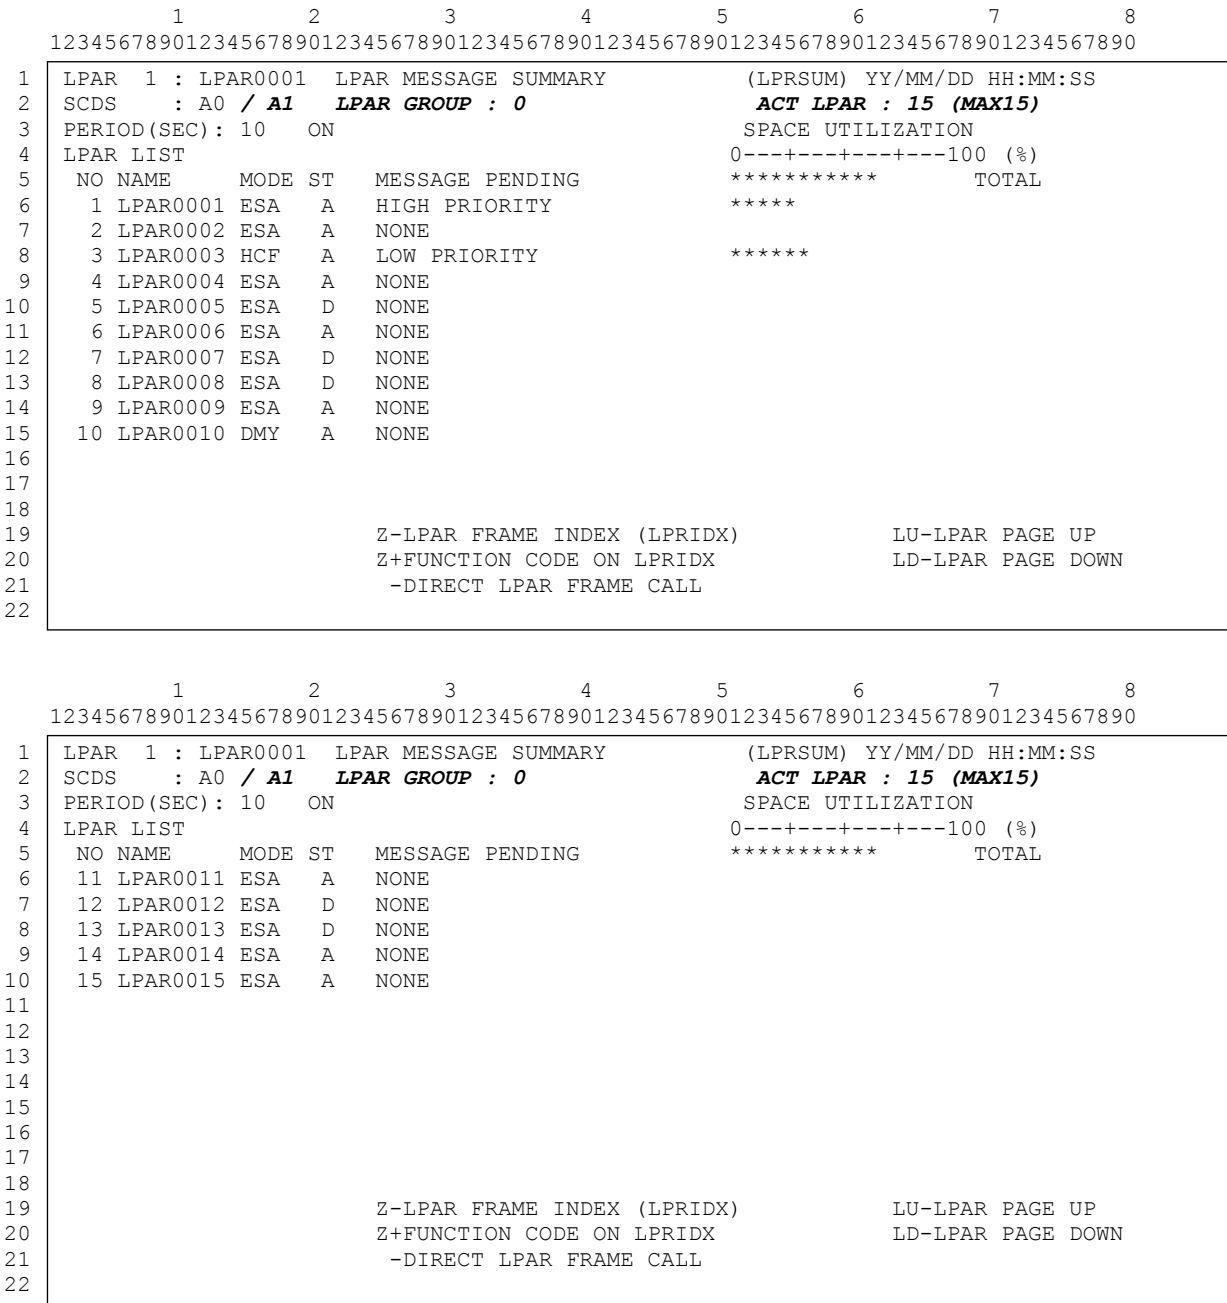 1 2 3 4 5 6 7 8
12345678901234567890123456789012345678901234567890123456789012345678901234567890
1 LPAR 1 : LPAR0001 LPAR MESSAGE SUMMARY (LPRSUM) YY/MM/DD HH:MM:SS
2 SCDS : A0 / A1 LPAR GROUP : 0 ACT LPAR : 15 (MAX15)
3 PERIOD(SEC): 10 ON SPACE UTILIZATION
4 LPAR LIST 0---+---+---+---100 (%)
5 NO NAME MODE ST MESSAGE PENDING *********** TOTAL
6 1 LPAR0001 ESA A HIGH PRIORITY *****
7 2 LPAR0002 ESA A NONE
8 3 LPAR0003 HCF A LOW PRIORITY ******
9 4 LPAR0004 ESA A NONE
10 5 LPAR0005 ESA D NONE
11 6 LPAR0006 ESA A NONE
12 7 LPAR0007 ESA D NONE
13 8 LPAR0008 ESA D NONE
14 9 LPAR0009 ESA A NONE
15 10 LPAR0010 DMY A NONE
16
17
18
19 Z-LPAR FRAME INDEX (LPRIDX) LU-LPAR PAGE UP
20 Z+FUNCTION CODE ON LPRIDX LD-LPAR PAGE DOWN
21 -DIRECT LPAR FRAME CALL
22
1 2 3 4 5 6 7 8
12345678901234567890123456789012345678901234567890123456789012345678901234567890
1 LPAR 1 : LPAR0001 LPAR MESSAGE SUMMARY (LPRSUM) YY/MM/DD HH:MM:SS
2 SCDS : A0 / A1 LPAR GROUP : 0 ACT LPAR : 15 (MAX15)
3 PERIOD(SEC): 10 ON SPACE UTILIZATION
4 LPAR LIST 0---+---+---+---100 (%)
5 NO NAME MODE ST MESSAGE PENDING *********** TOTAL
6 11 LPAR0011 ESA A NONE
7 12 LPAR0012 ESA D NONE
8 13 LPAR0013 ESA D NONE
9 14 LPAR0014 ESA A NONE
10 15 LPAR0015 ESA A NONE
11
12
13
14
15
16
17
18
19 Z-LPAR FRAME INDEX (LPRIDX) LU-LPAR PAGE UP
20 Z+FUNCTION CODE ON LPRIDX LD-LPAR PAGE DOWN
21 -DIRECT LPAR FRAME CALL
22